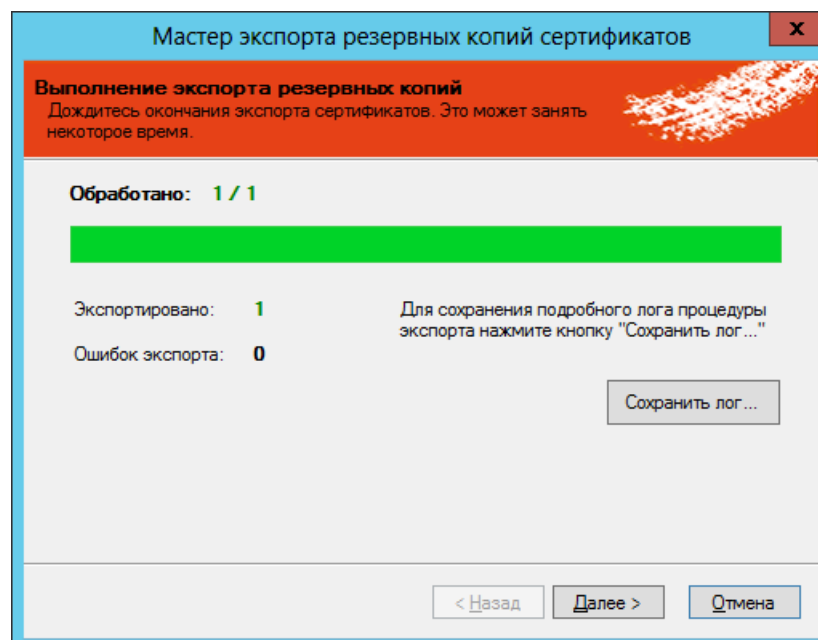 Мастер экспорта резервных копий сертификатов
x
Выполнение экспорта резервных копий
Дождитесь окончания экспорта сертификатов. Это может занять
некоторое время.
Обработано: 1 / 1
Экспортировано: 1
Для сохранения подробного лога процедуры
экспорта нажмите кнопку "Сохранить лог..."
Ошибок экспорта: 0
Сохранить лог...
< Назад
Далее >
Отмена